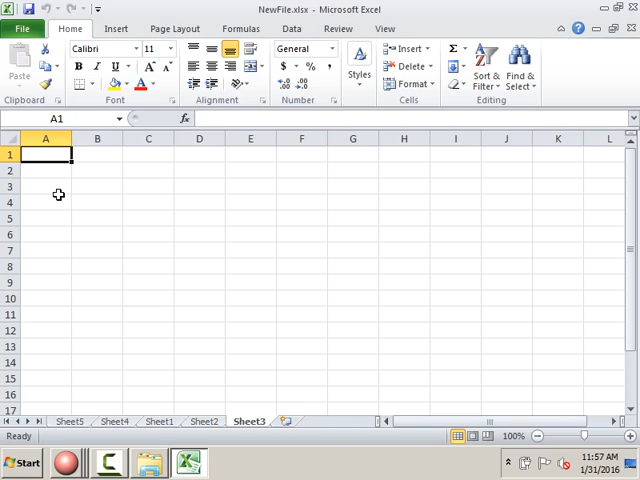 NewFile.xlsx - Microsoft Excel
File Home Insert Page Layout Formulas Data Review View
Paste
Calibri 11
B I U A A A
General
$ % ,
Styles
Insert
Delete
Format
Σ
Sort & Filter
Find & Select
Clipboard Font Alignment Number Cells Editing
A1 fx
A B C D E F G H I J K L
1
2
3
4
5
6
7
8
9
10
11
12
13
14
15
16
17
Sheet5 Sheet4 Sheet1 Sheet2 Sheet3
Ready 100%
Start
11:57 AM
1/31/2016